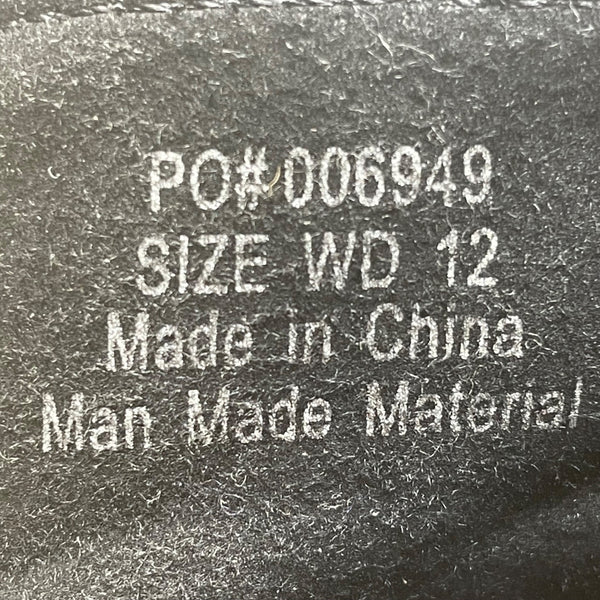 PO#006949
SIZE WD 12
Made in China
Man Made Material